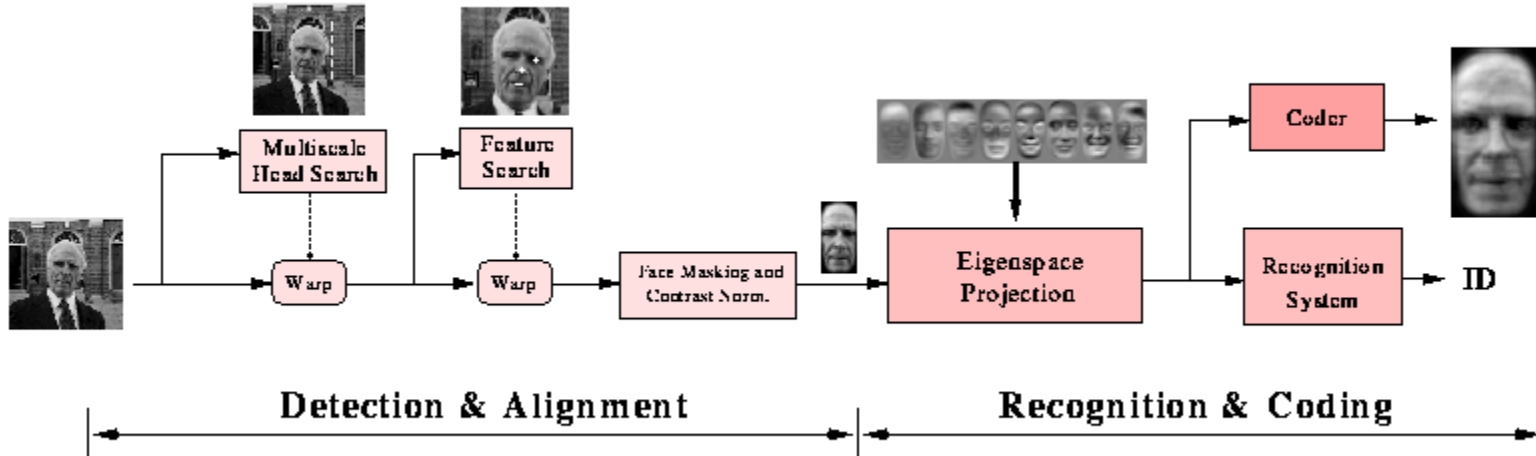 Multiscale
Head Search
Feature
Search
Warp
Warp
Face Masking and
Contrast Norm.
Eigenspace
Projection
Coder
Recognition
System
ID
Detection & Alignment
Recognition & Coding